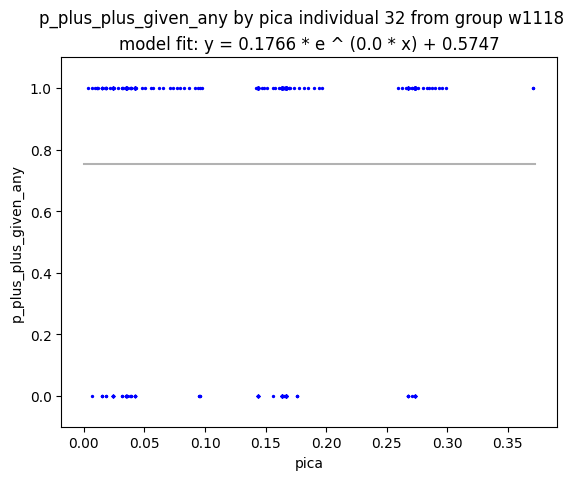 p_plus_plus_given_any by pica individual 32 from group w1118
model fit: y = 0.1766 * e ^ (0.0 * x) + 0.5747
1.0
0.8
0.6
0.4
0.2
0.0
p_plus_plus_given_any
0.00 0.05 0.10 0.15 0.20 0.25 0.30 0.35
pica